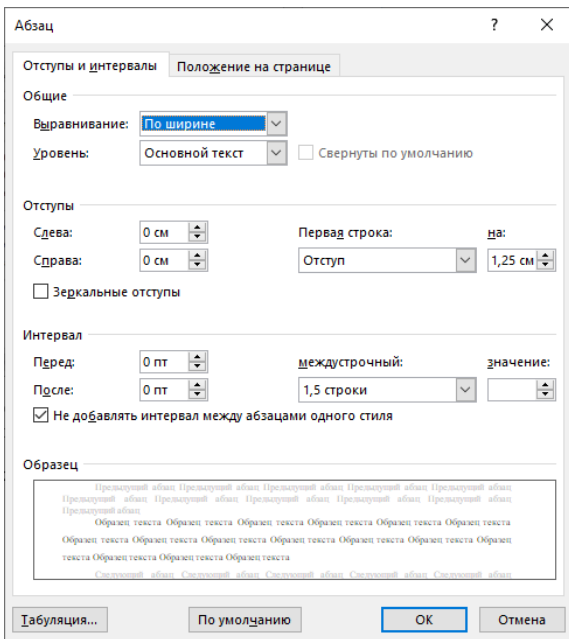 Абзац ? ×
Отступы и интервалы Положение на странице
Общие
Выравнивание: По ширине
Уровень: Основной текст Свернуты по умолчанию
Отступы
Слева: 0 см Первая строка: на:
Справа: 0 см Отступ 1,25 см
Зеркальные отступы
Интервал
Перед: 0 пт междустрочный: значение:
После: 0 пт 1,5 строки
Не добавлять интервал между абзацами одного стиля
Образец
Предыдущий абзац Предыдущий абзац Предыдущий абзац Предыдущий абзац Предыдущий абзац
Предыдущий абзац Предыдущий абзац Предыдущий абзац Предыдущий абзац Предыдущий абзац
Предыдущий абзац
Образец текста Образец текста Образец текста Образец текста Образец текста Образец текста
Образец текста Образец текста Образец текста Образец текста Образец текста Образец текста Образец
текста Образец текста Образец текста Образец текста
Следующий абзац Следующий абзац Следующий абзац Следующий абзац Следующий абзац
Табуляция... По умолчанию ОК Отмена